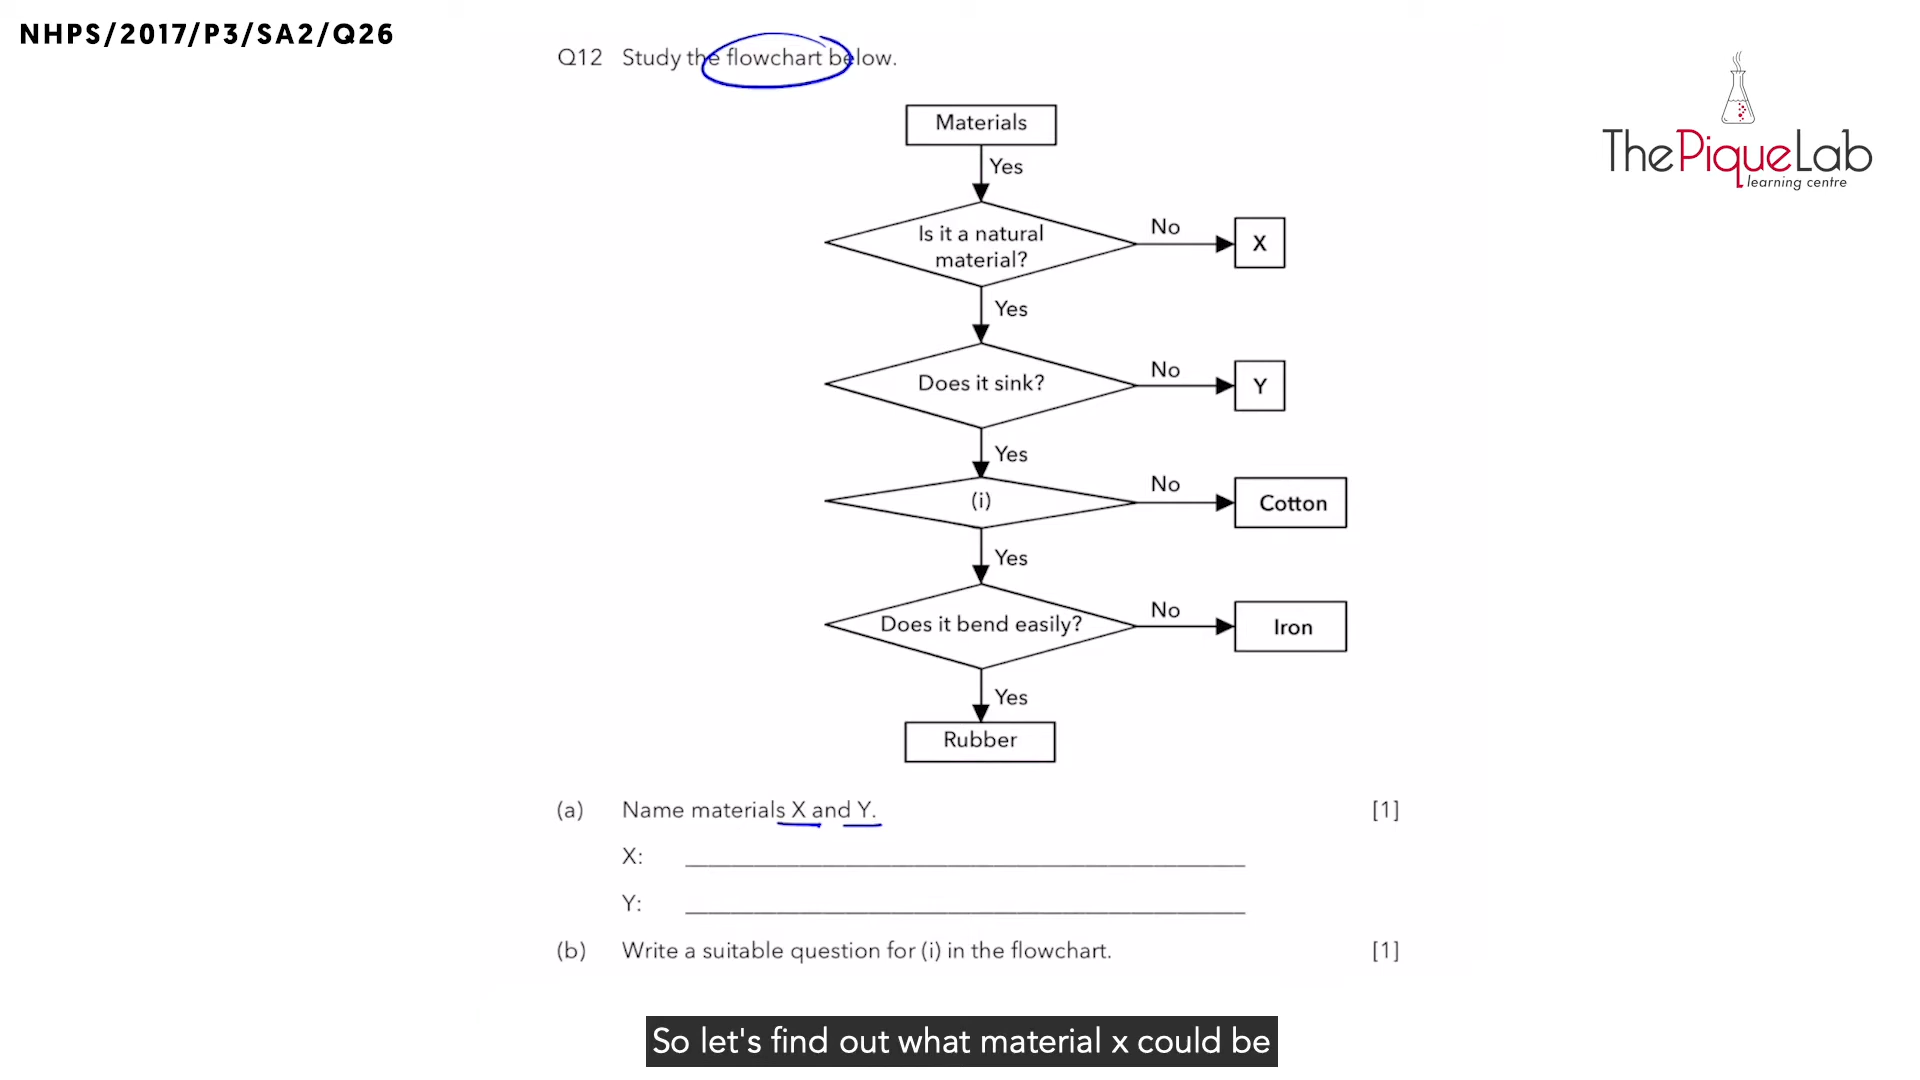 NHPS/2017/P3/SA2/Q26
Q12 Study the flowchart below.
ThePiqueLab
learning centre
Materials
Yes
Is it a natural
material?
No
X
Yes
Does it sink?
No
Y
Yes
(i)
No
Cotton
Yes
Does it bend easily?
No
Iron
Yes
Rubber
(a) Name materials X and Y. [1]
X:
Y:
(b) Write a suitable question for (i) in the flowchart. [1]
So let's find out what material x could be